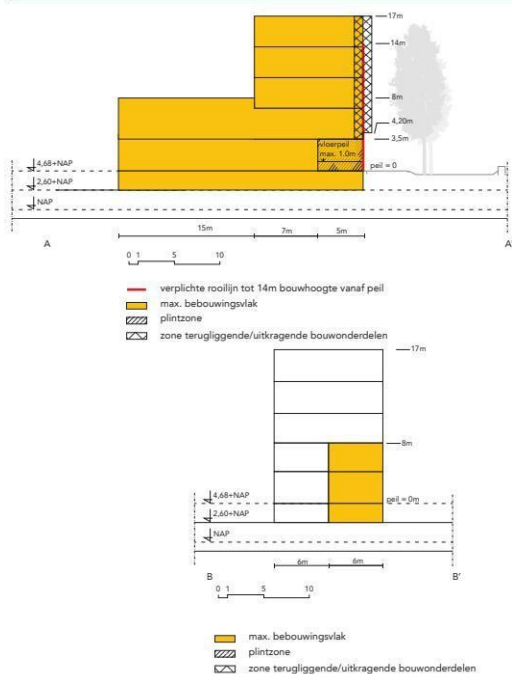 17m
14m
8m
4,20m
3,5m
vloerpeil
max. 1.0m
peil = 0
4,68+NAP
2,60+NAP
NAP
15m
7m
5m
A
A'
0 1 5 10
verplichte rooilijn tot 14m bouwhoogte vanaf peil
max. bebouwingsvlak
plintzone
zone terugliggende/uitkragende bouwonderdelen
17m
8m
4,68+NAP
peil = 0m
2,60+NAP
NAP
6m
6m
B
B'
0 1 5 10
max. bebouwingsvlak
plintzone
zone terugliggende/uitkragende bouwonderdelen